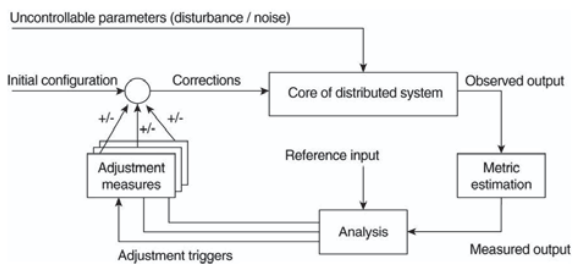 Uncontrollable parameters (disturbance / noise)
Initial configuration
Corrections
Core of distributed system
Observed output
+/-
+/-
+/-
Reference input
Adjustment
measures
Metric
estimation
Analysis
Adjustment triggers
Measured output